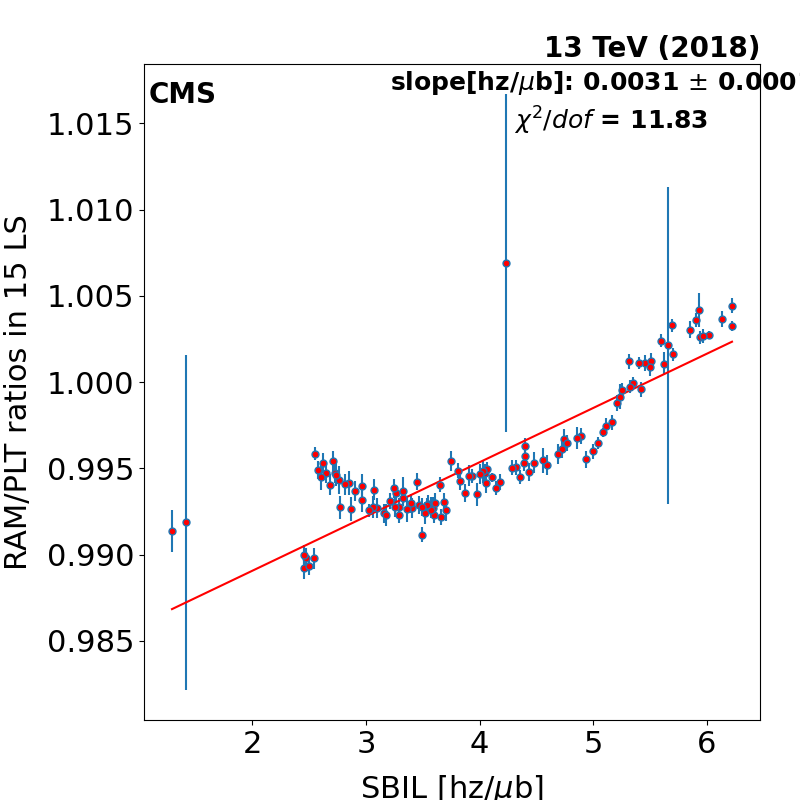 13 TeV (2018)
CMS
slope[hz/μb]: 0.0031 ± 0.000
χ²/dof = 11.83
RAM/PLT ratios in 15 LS
1.015
1.010
1.005
1.000
0.995
0.990
0.985
2 3 4 5 6
SBIL [hz/μb]